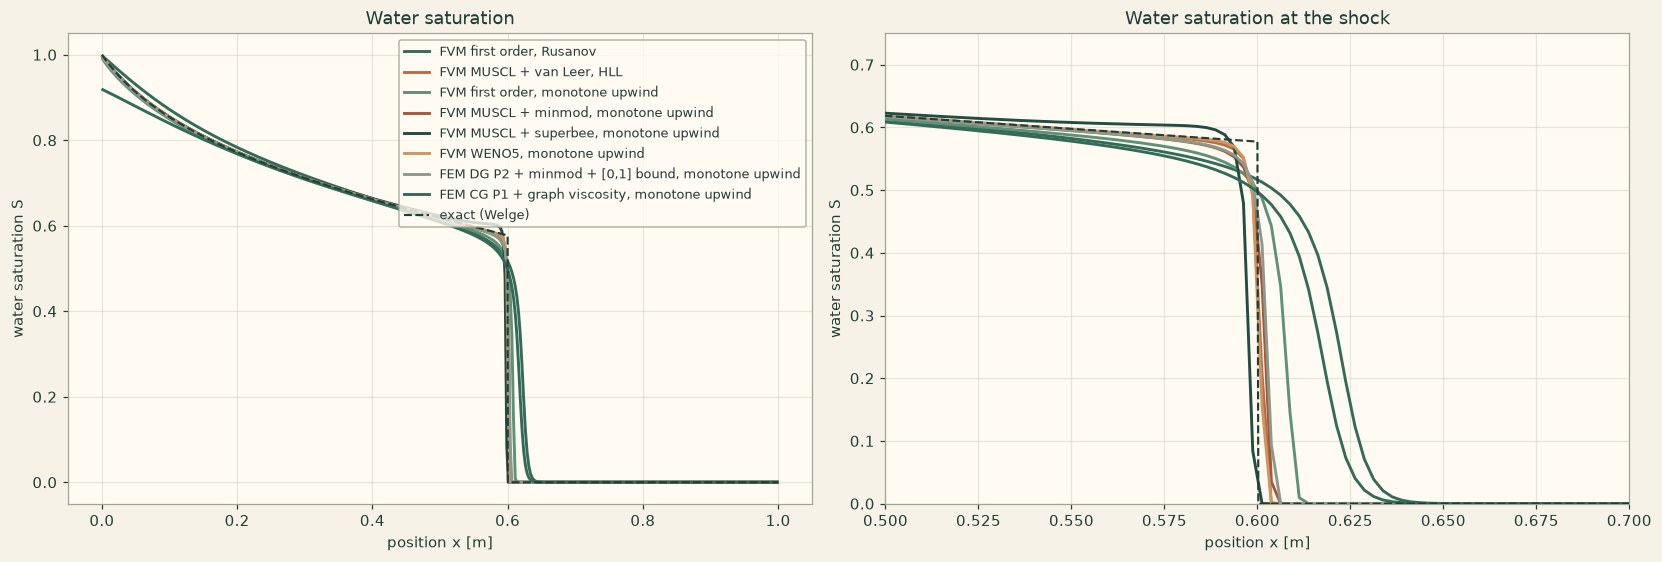 Water saturation
water saturation S
1.0
0.8
0.6
0.4
0.2
0.0
FVM first order, Rusanov
FVM MUSCL + van Leer, HLL
FVM first order, monotone upwind
FVM MUSCL + minmod, monotone upwind
FVM MUSCL + superbee, monotone upwind
FVM WENO5, monotone upwind
FEM DG P2 + minmod + [0,1] bound, monotone upwind
FEM CG P1 + graph viscosity, monotone upwind
exact (Welge)
0.0 0.2 0.4 0.6 0.8 1.0
position x [m]
Water saturation at the shock
water saturation S
0.7
0.6
0.5
0.4
0.3
0.2
0.1
0.0
0.500 0.525 0.550 0.575 0.600 0.625 0.650 0.675 0.700
position x [m]